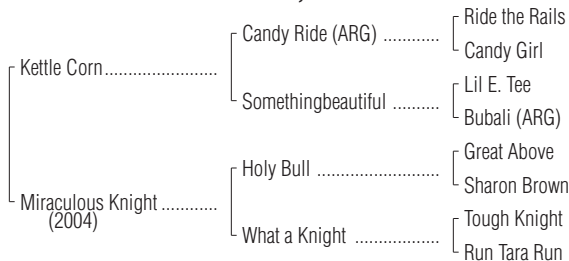 Ride the Rails
Candy Ride (ARG) ............
Candy Girl
Kettle Corn........................
Lil E. Tee
Somethingbeautiful ..........
Bubali (ARG)
Great Above
Holy Bull ..........................
Sharon Brown
Miraculous Knight ............
(2004)
Tough Knight
What a Knight ..................
Run Tara Run